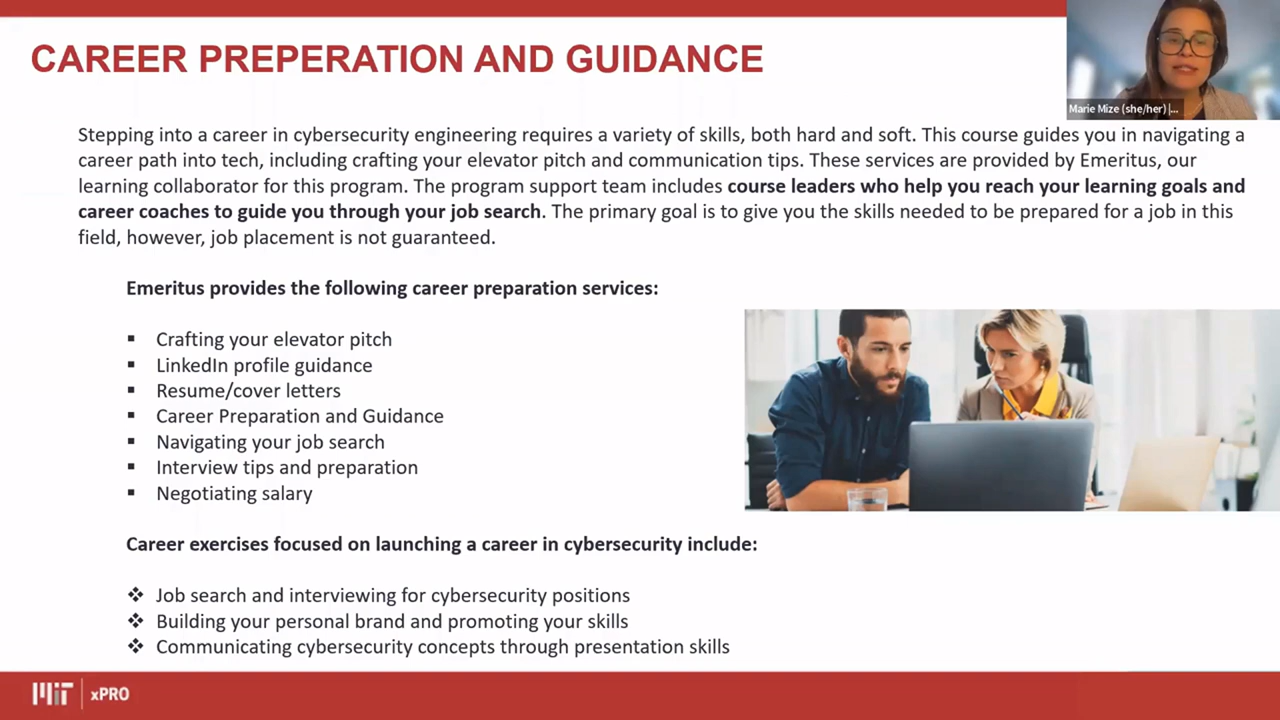 CAREER PREPERATION AND GUIDANCE
Marie Mize (she/her) |...
Stepping into a career in cybersecurity engineering requires a variety of skills, both hard and soft. This course guides you in navigating a
career path into tech, including crafting your elevator pitch and communication tips. These services are provided by Emeritus, our
learning collaborator for this program. The program support team includes course leaders who help you reach your learning goals and
career coaches to guide you through your job search. The primary goal is to give you the skills needed to be prepared for a job in this
field, however, job placement is not guaranteed.
Emeritus provides the following career preparation services:
▪ Crafting your elevator pitch
▪ LinkedIn profile guidance
▪ Resume/cover letters
▪ Career Preparation and Guidance
▪ Navigating your job search
▪ Interview tips and preparation
▪ Negotiating salary
Career exercises focused on launching a career in cybersecurity include:
❖ Job search and interviewing for cybersecurity positions
❖ Building your personal brand and promoting your skills
❖ Communicating cybersecurity concepts through presentation skills
MIT | xPRO